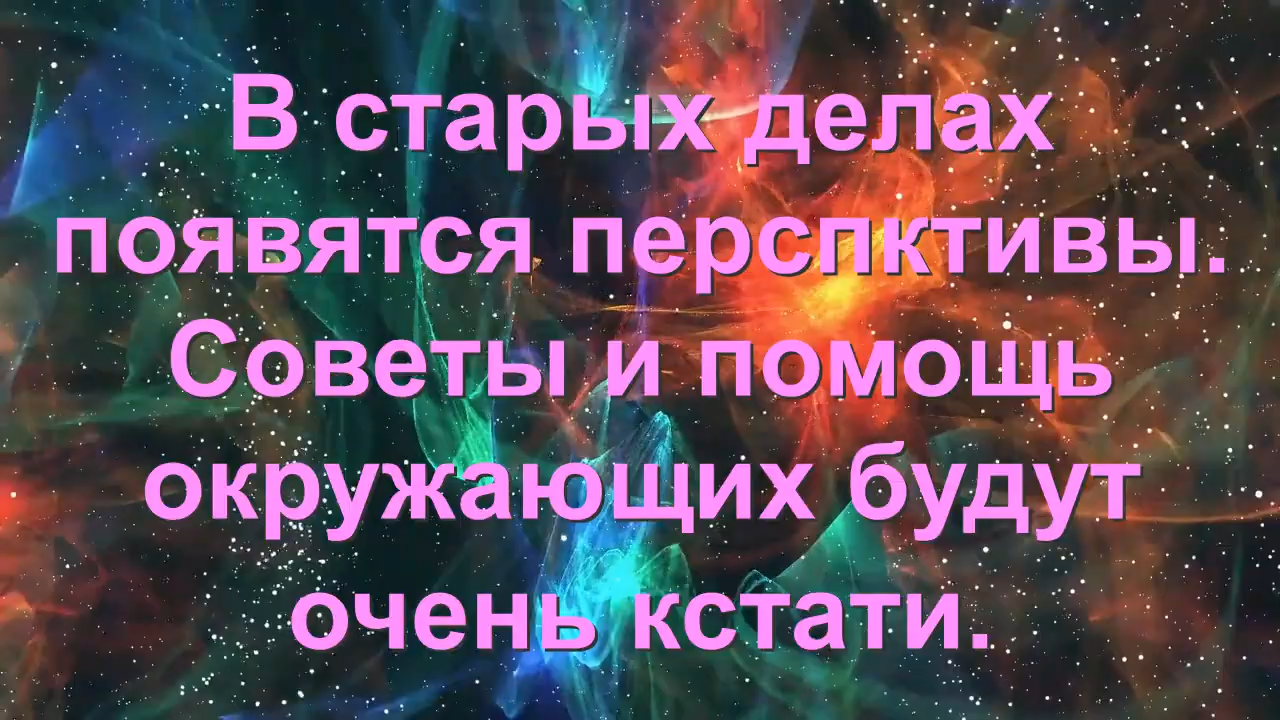 В старых делах
появятся перспктивы.
Советы и помощь
окружающих будут
очень кстати.